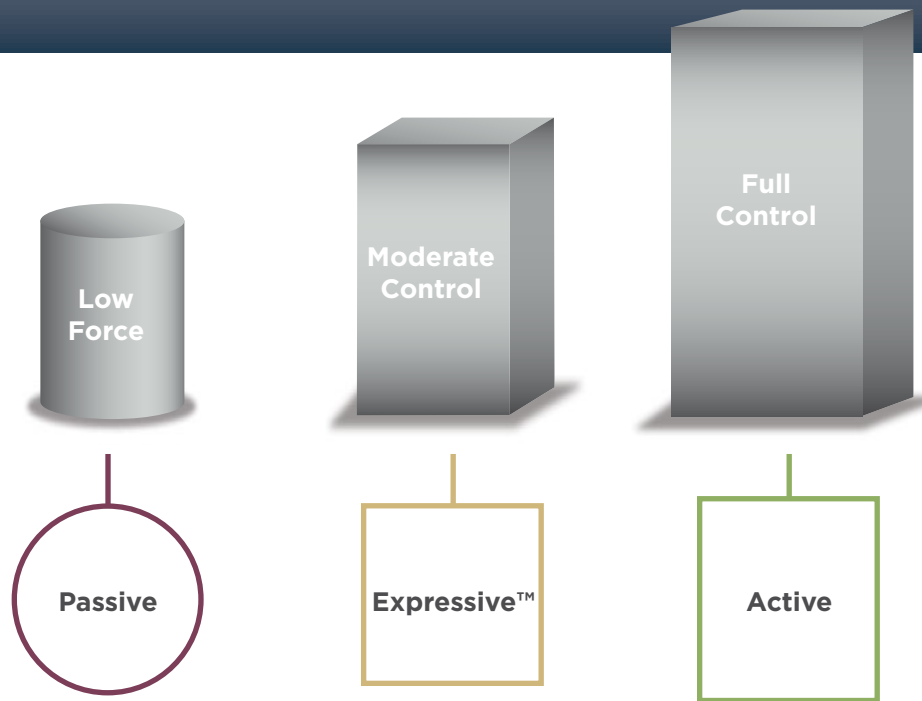 Low
Force
Moderate
Control
Full
Control
Passive
Expressive™
Active